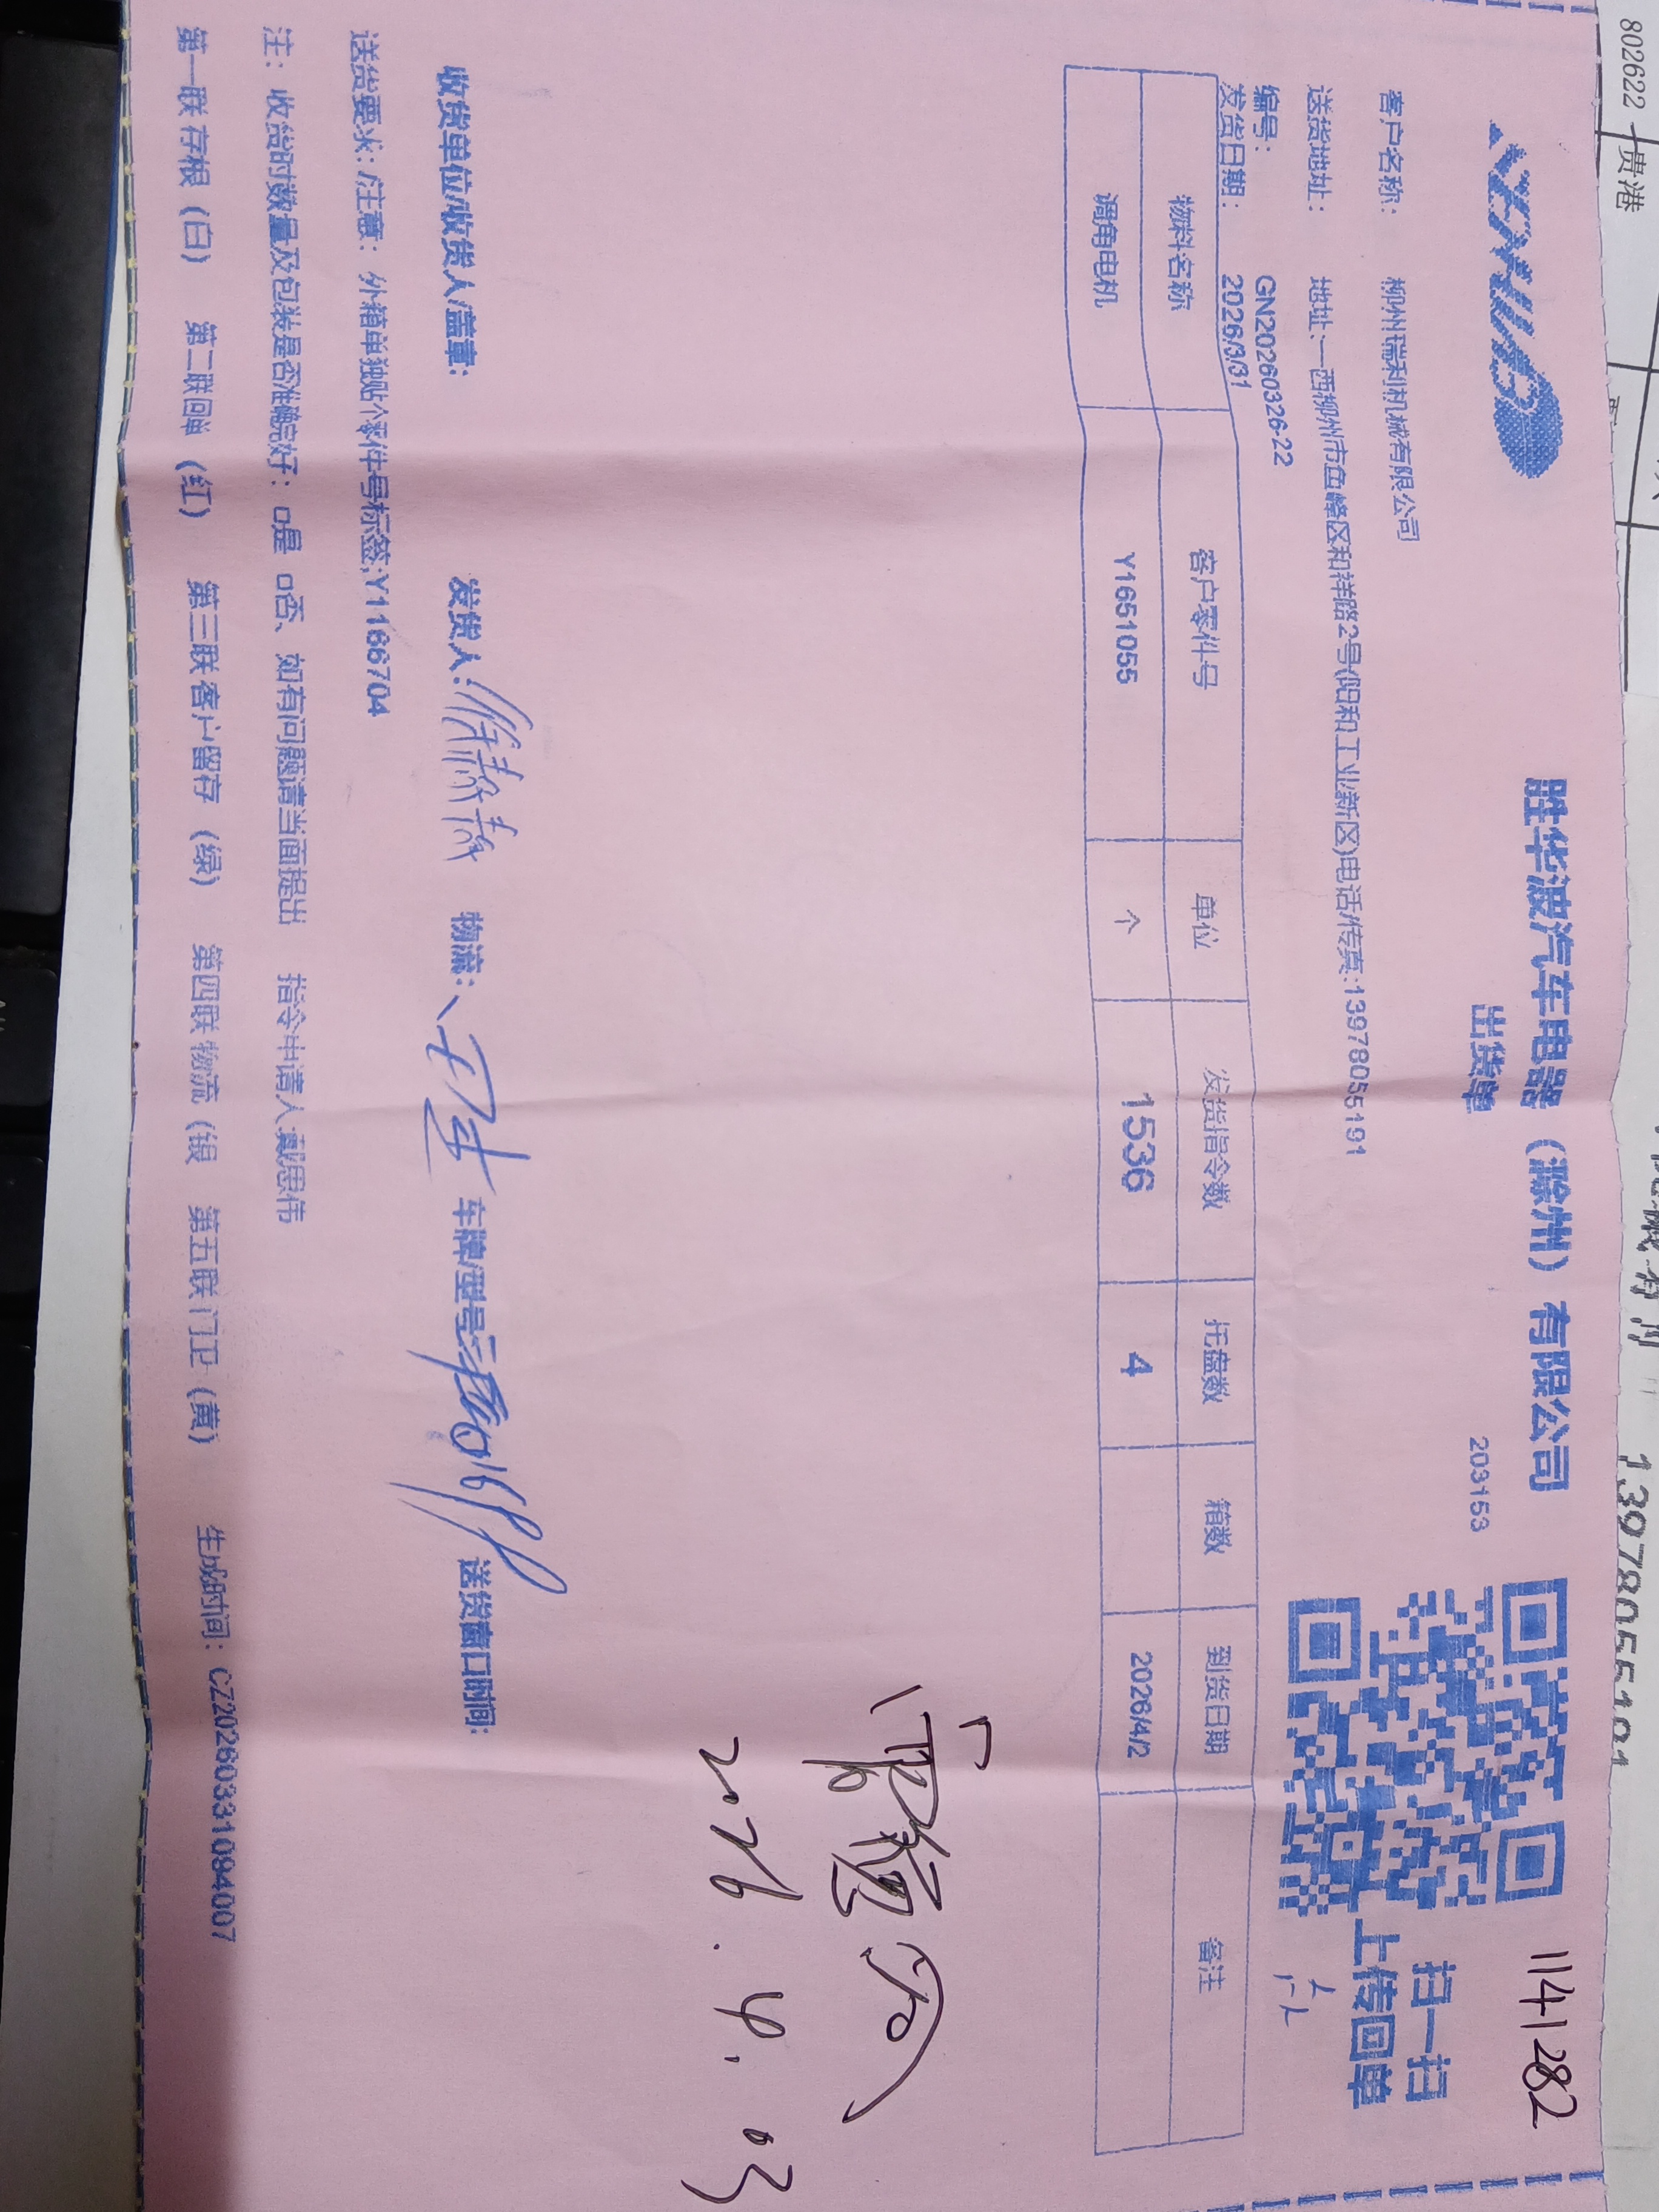 胜华波汽车电器（滁州）有限公司
出货单
203153
1141282
扫一扫
上传回单
客户名称：
柳州瑞利机械有限公司
送货地址：
地址:一西柳州市鱼峰区和祥路2号(阳和工业新区)电话/传真:13978055191
编号：
GN20260326-22
发货日期：
2026/3/31
物料名称 客户零件号 单位 发货指令数 托盘数 箱数 到货日期 备注
调角电机 Y1651055 个 1536 4 2026/4/2
2026.4.03
收货单位/收货人/盖章： 发货人： 物流： 车牌/型号： 送货窗口时间：
送货要求:/注意： 外箱单独贴个零件号标签:Y1166704
注： 收货时数量及包装是否准确完好：□是 □否、如有问题请当面提出 指令申请人:戴思伟
第一联存根（白） 第二联回单（红） 第三联客户留存（绿） 第四联物流（银 第五联门卫（黄） 生成时间：CZ20260331084007
802622
贵港
13978055191